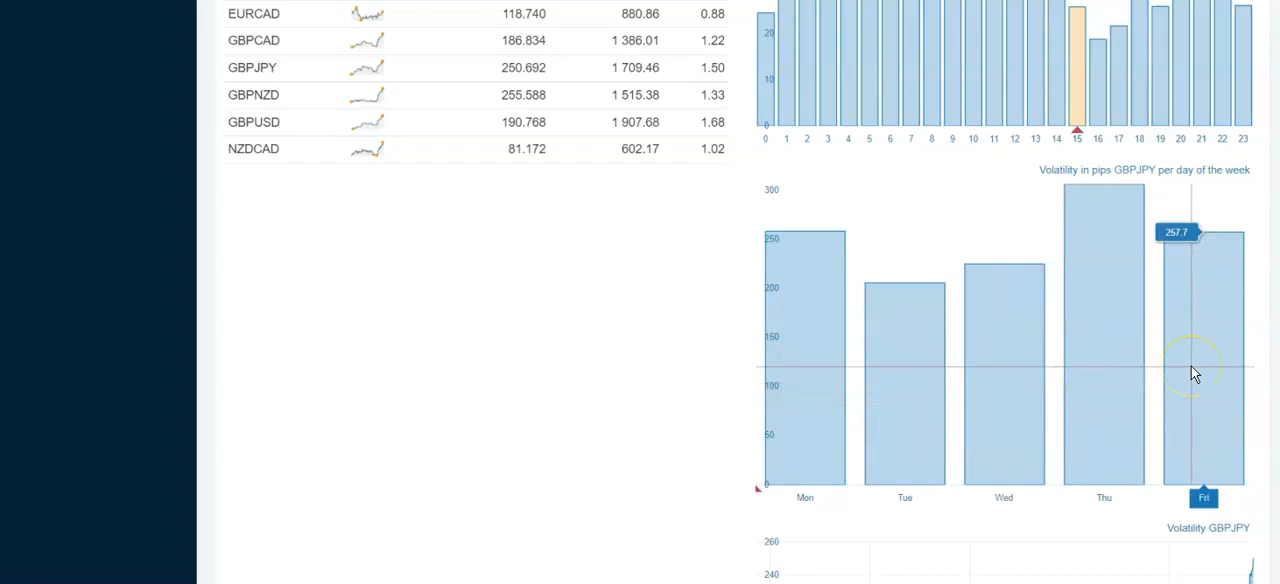 EURCAD 118.740 880.86 0.88
GBPCAD 186.834 1 386.01 1.22
GBPJPY 250.692 1 709.46 1.50
GBPNZD 255.588 1 515.38 1.33
GBPUSD 190.768 1 907.68 1.68
NZDCAD 81.172 602.17 1.02
20
10
0
0 1 2 3 4 5 6 7 8 9 10 11 12 13 14 15 16 17 18 19 20 21 22 23
Volatility in pips GBPJPY per day of the week
300
250
200
150
100
50
0
257.7
Mon Tue Wed Thu Fri
Volatility GBPJPY
260
240